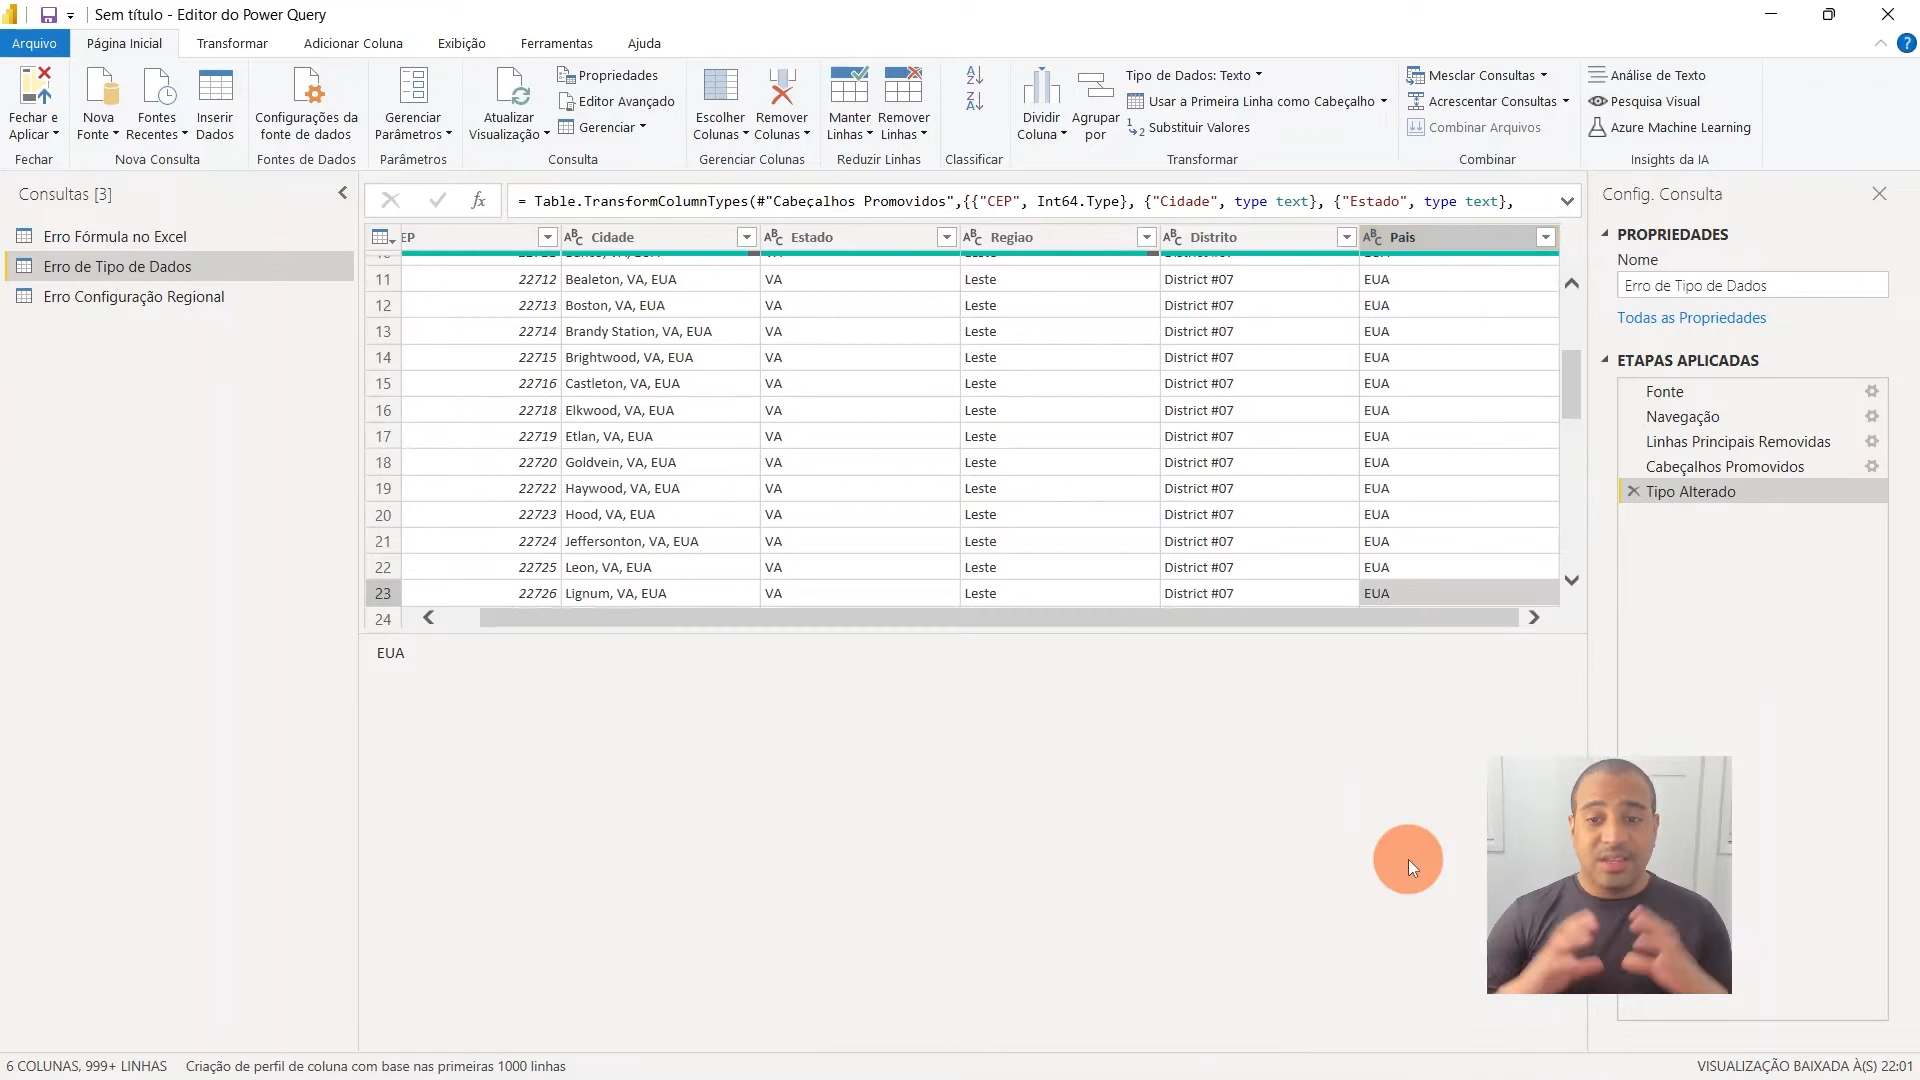 Sem título - Editor do Power Query
Arquivo
Página Inicial
Transformar
Adicionar Coluna
Exibição
Ferramentas
Ajuda
Fechar e
Aplicar
Nova
Fonte
Fontes
Recentes
Inserir
Dados
Configurações da
fonte de dados
Gerenciar
Parâmetros
Atualizar
Visualização
Propriedades
Editor Avançado
Gerenciar
Escolher
Colunas
Remover
Colunas
Manter
Linhas
Remover
Linhas
Dividir
Coluna
Agrupar
por
Tipo de Dados: Texto
Usar a Primeira Linha como Cabeçalho
Substituir Valores
Mesclar Consultas
Acrescentar Consultas
Combinar Arquivos
Análise de Texto
Pesquisa Visual
Azure Machine Learning
Fechar
Nova Consulta
Fontes de Dados
Parâmetros
Consulta
Gerenciar Colunas
Reduzir Linhas
Classificar
Transformar
Combinar
Insights da IA
Consultas [3]
Erro Fórmula no Excel
Erro de Tipo de Dados
Erro Configuração Regional
= Table.TransformColumnTypes(#"Cabeçalhos Promovidos",{{"CEP", Int64.Type}, {"Cidade", type text}, {"Estado", type text},
EP Cidade Estado Regiao Distrito Pais
11 22712 Bealeton, VA, EUA VA Leste District #07 EUA
12 22713 Boston, VA, EUA VA Leste District #07 EUA
13 22714 Brandy Station, VA, EUA VA Leste District #07 EUA
14 22715 Brightwood, VA, EUA VA Leste District #07 EUA
15 22716 Castleton, VA, EUA VA Leste District #07 EUA
16 22718 Elkwood, VA, EUA VA Leste District #07 EUA
17 22719 Etlan, VA, EUA VA Leste District #07 EUA
18 22720 Goldvein, VA, EUA VA Leste District #07 EUA
19 22722 Haywood, VA, EUA VA Leste District #07 EUA
20 22723 Hood, VA, EUA VA Leste District #07 EUA
21 22724 Jeffersonton, VA, EUA VA Leste District #07 EUA
22 22725 Leon, VA, EUA VA Leste District #07 EUA
23 22726 Lignum, VA, EUA VA Leste District #07 EUA
24
EUA
Config. Consulta
PROPRIEDADES
Nome
Erro de Tipo de Dados
Todas as Propriedades
ETAPAS APLICADAS
Fonte
Navegação
Linhas Principais Removidas
Cabeçalhos Promovidos
Tipo Alterado
6 COLUNAS, 999+ LINHAS
Criação de perfil de coluna com base nas primeiras 1000 linhas
VISUALIZAÇÃO BAIXADA À(S) 22:01